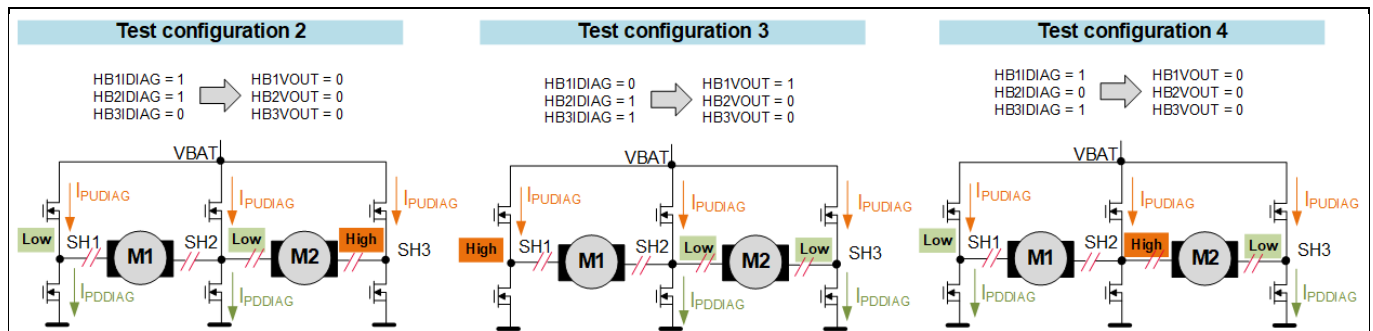 Test configuration 2
HB1IDIAG = 1
HB2IDIAG = 1
HB3IDIAG = 0
HB1VOUT = 0
HB2VOUT = 0
HB3VOUT = 0
VBAT
IPUDIAG
IPUDIAG
IPUDIAG
Low
SH1
M1
SH2
Low
M2
High
SH3
IPDDIAG
IPDDIAG
Test configuration 3
HB1IDIAG = 0
HB2IDIAG = 1
HB3IDIAG = 1
HB1VOUT = 1
HB2VOUT = 0
HB3VOUT = 0
VBAT
IPUDIAG
IPUDIAG
IPUDIAG
High
SH1
M1
SH2
Low
M2
Low
SH3
IPDDIAG
IPDDIAG
Test configuration 4
HB1IDIAG = 1
HB2IDIAG = 0
HB3IDIAG = 1
HB1VOUT = 0
HB2VOUT = 0
HB3VOUT = 0
VBAT
IPUDIAG
IPUDIAG
IPUDIAG
Low
SH1
M1
SH2
High
M2
Low
SH3
IPDDIAG
IPDDIAG